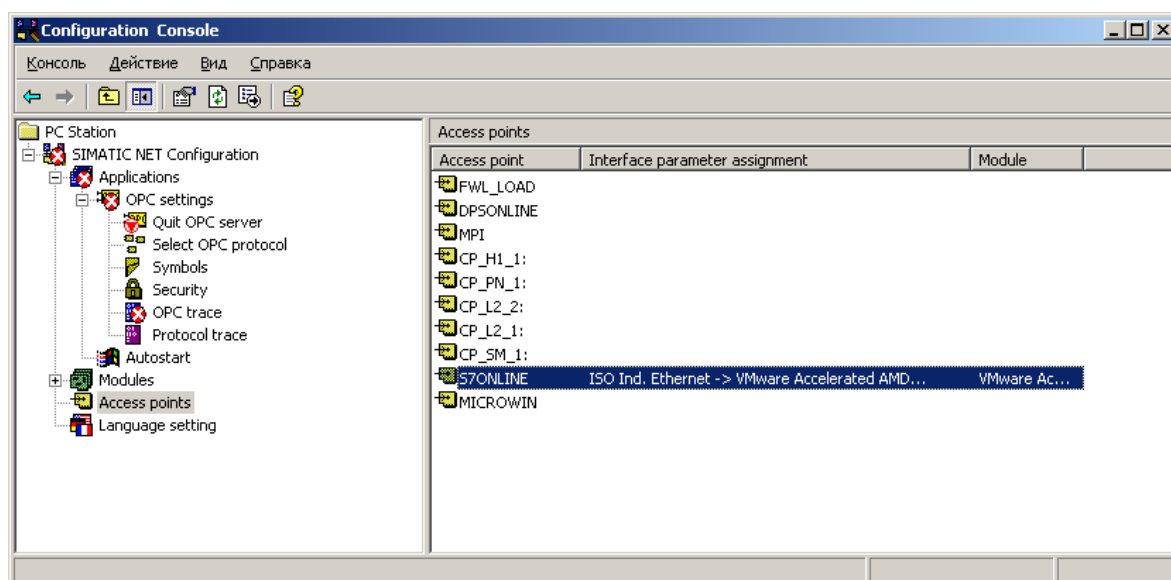 Configuration Console
Консоль Действие Вид Справка
PC Station
SIMATIC NET Configuration
Applications
OPC settings
Quit OPC server
Select OPC protocol
Symbols
Security
OPC trace
Protocol trace
Autostart
Modules
Access points
Language setting
Access points
Access point Interface parameter assignment Module
FWL_LOAD
DPSONLINE
MPI
CP_H1_1:
CP_PN_1:
CP_L2_2:
CP_L2_1:
CP_SM_1:
S7ONLINE ISO Ind. Ethernet -> VMware Accelerated AMD... VMware Ac...
MICROWIN